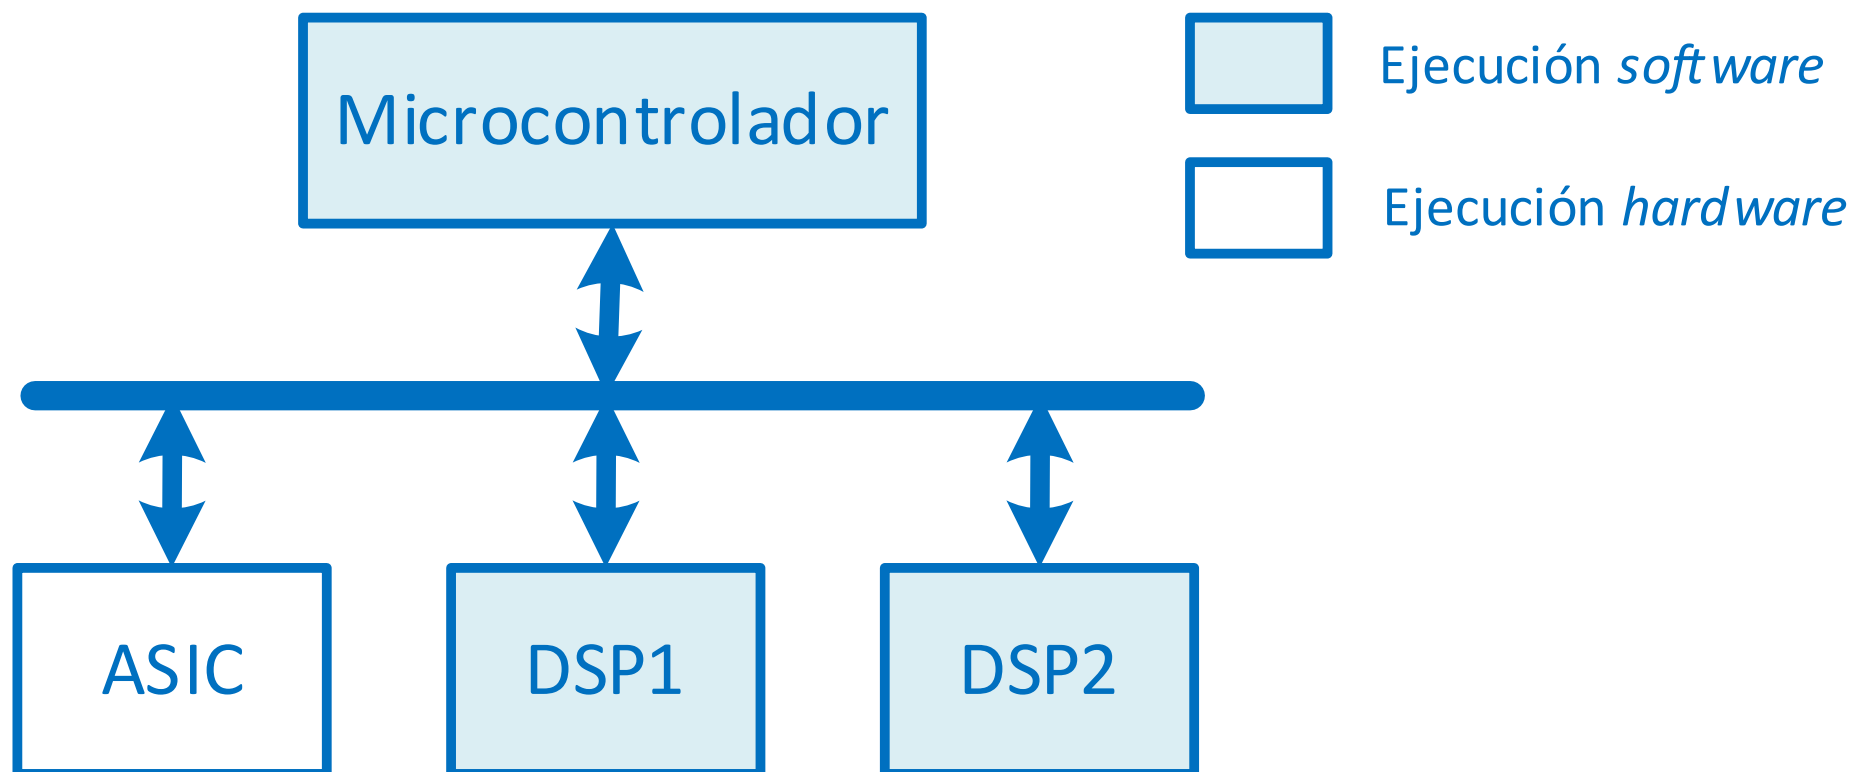 Microcontrolador
Ejecución software
Ejecución hardware
ASIC
DSP1
DSP2